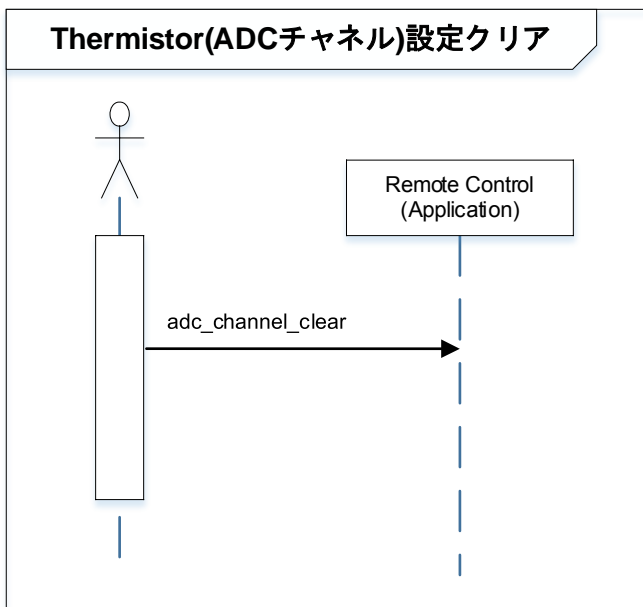 Thermistor(ADCチャネル)設定クリア
Remote Control
(Application)
adc_channel_clear